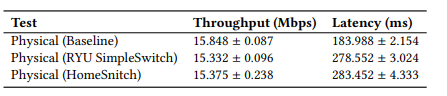 Test Throughput (Mbps) Latency (ms)
Physical (Baseline) 15.848 ± 0.087 183.988 ± 2.154
Physical (RYU SimpleSwitch) 15.332 ± 0.096 278.552 ± 3.024
Physical (HomeSnitch) 15.375 ± 0.238 283.452 ± 4.333